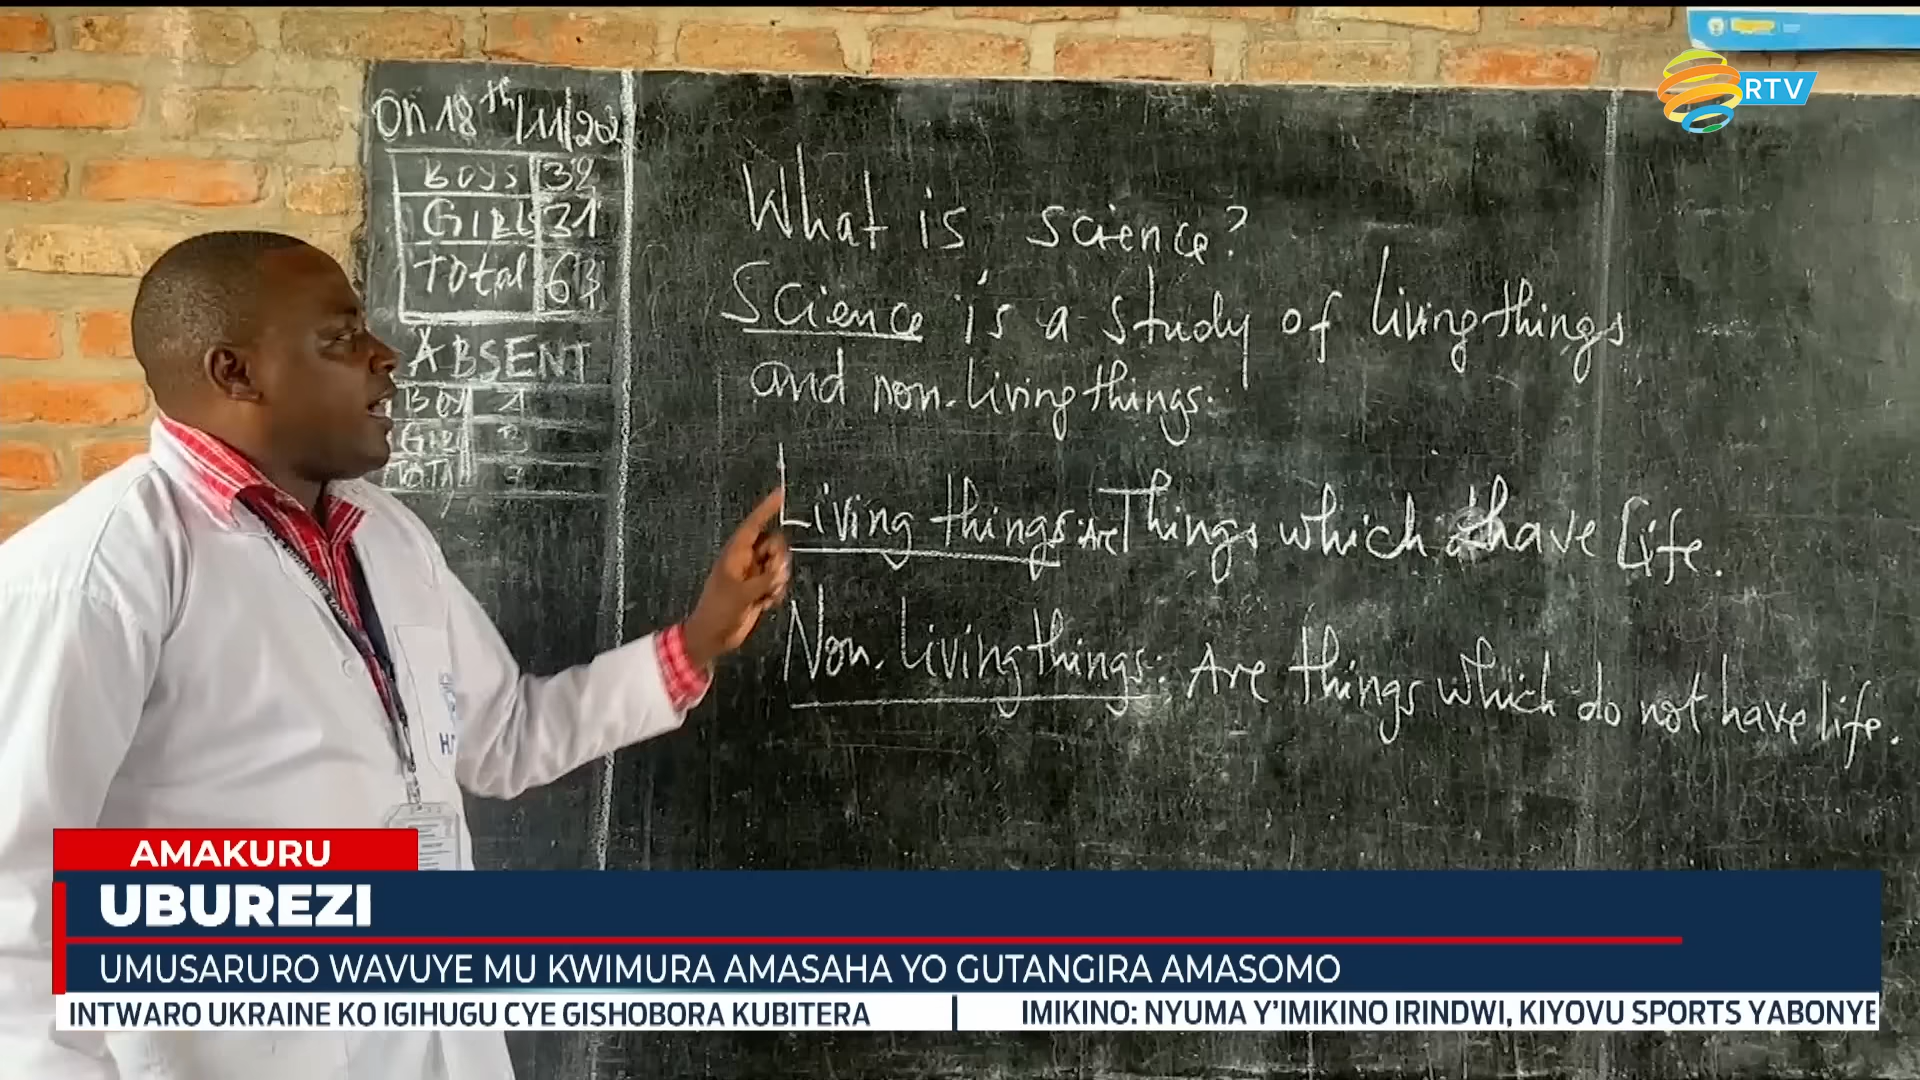 RTV
On 18th/11/202
BOYS 32
GIRLS 31
Total 63
ABSENT
BOY 1
GIRL
TOTAL
What is science?
Science is a study of living things
and non-living things.
Living things: Are Things which have life.
Non-Living things: Are things which do not have life.
AMAKURU
UBUREZI
UMUSARURO WAVUYE MU KWIMURA AMASAHA YO GUTANGIRA AMASOMO
INTWARO UKRAINE KO IGIHUGU CYE GISHOBORA KUBITERA | IMIKINO: NYUMA Y'IMIKINO IRINDWI, KIYOVU SPORTS YABONYE